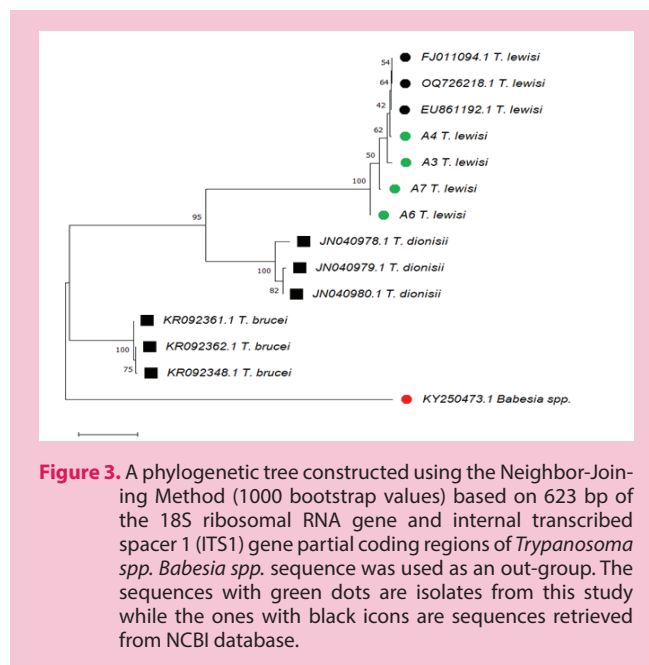 54
FJ011094.1 T. lewisi
64
OQ726218.1 T. lewisi
42
EU861192.1 T. lewisi
62
A4 T. lewisi
50
A3 T. lewisi
100
A7 T. lewisi
A6 T. lewisi
95
JN040978.1 T. dionisii
100
JN040979.1 T. dionisii
82
JN040980.1 T. dionisii
KR092361.1 T. brucei
100
KR092362.1 T. brucei
75
KR092348.1 T. brucei
KY250473.1 Babesia spp.
Figure 3. A phylogenetic tree constructed using the Neighbor-Join-
ing Method (1000 bootstrap values) based on 623 bp of
the 18S ribosomal RNA gene and internal transcribed
spacer 1 (ITS1) gene partial coding regions of Trypanosoma
spp. Babesia spp. sequence was used as an out-group. The
sequences with green dots are isolates from this study
while the ones with black icons are sequences retrieved
from NCBI database.